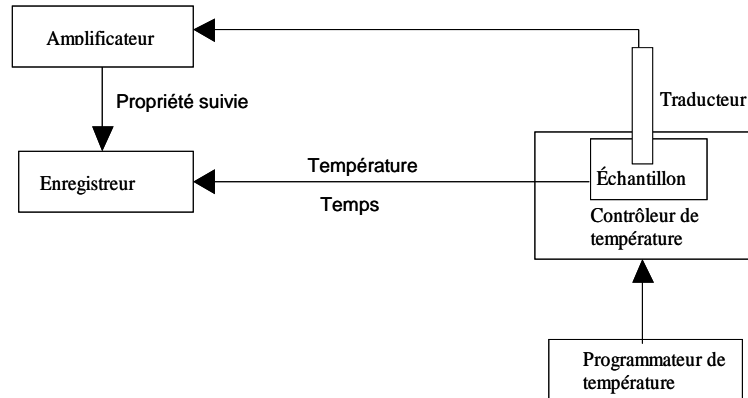 Amplificateur
Propriété suivie
Traducteur
Température
Enregistreur
Échantillon
Temps
Contrôleur de
température
Programmateur de
température